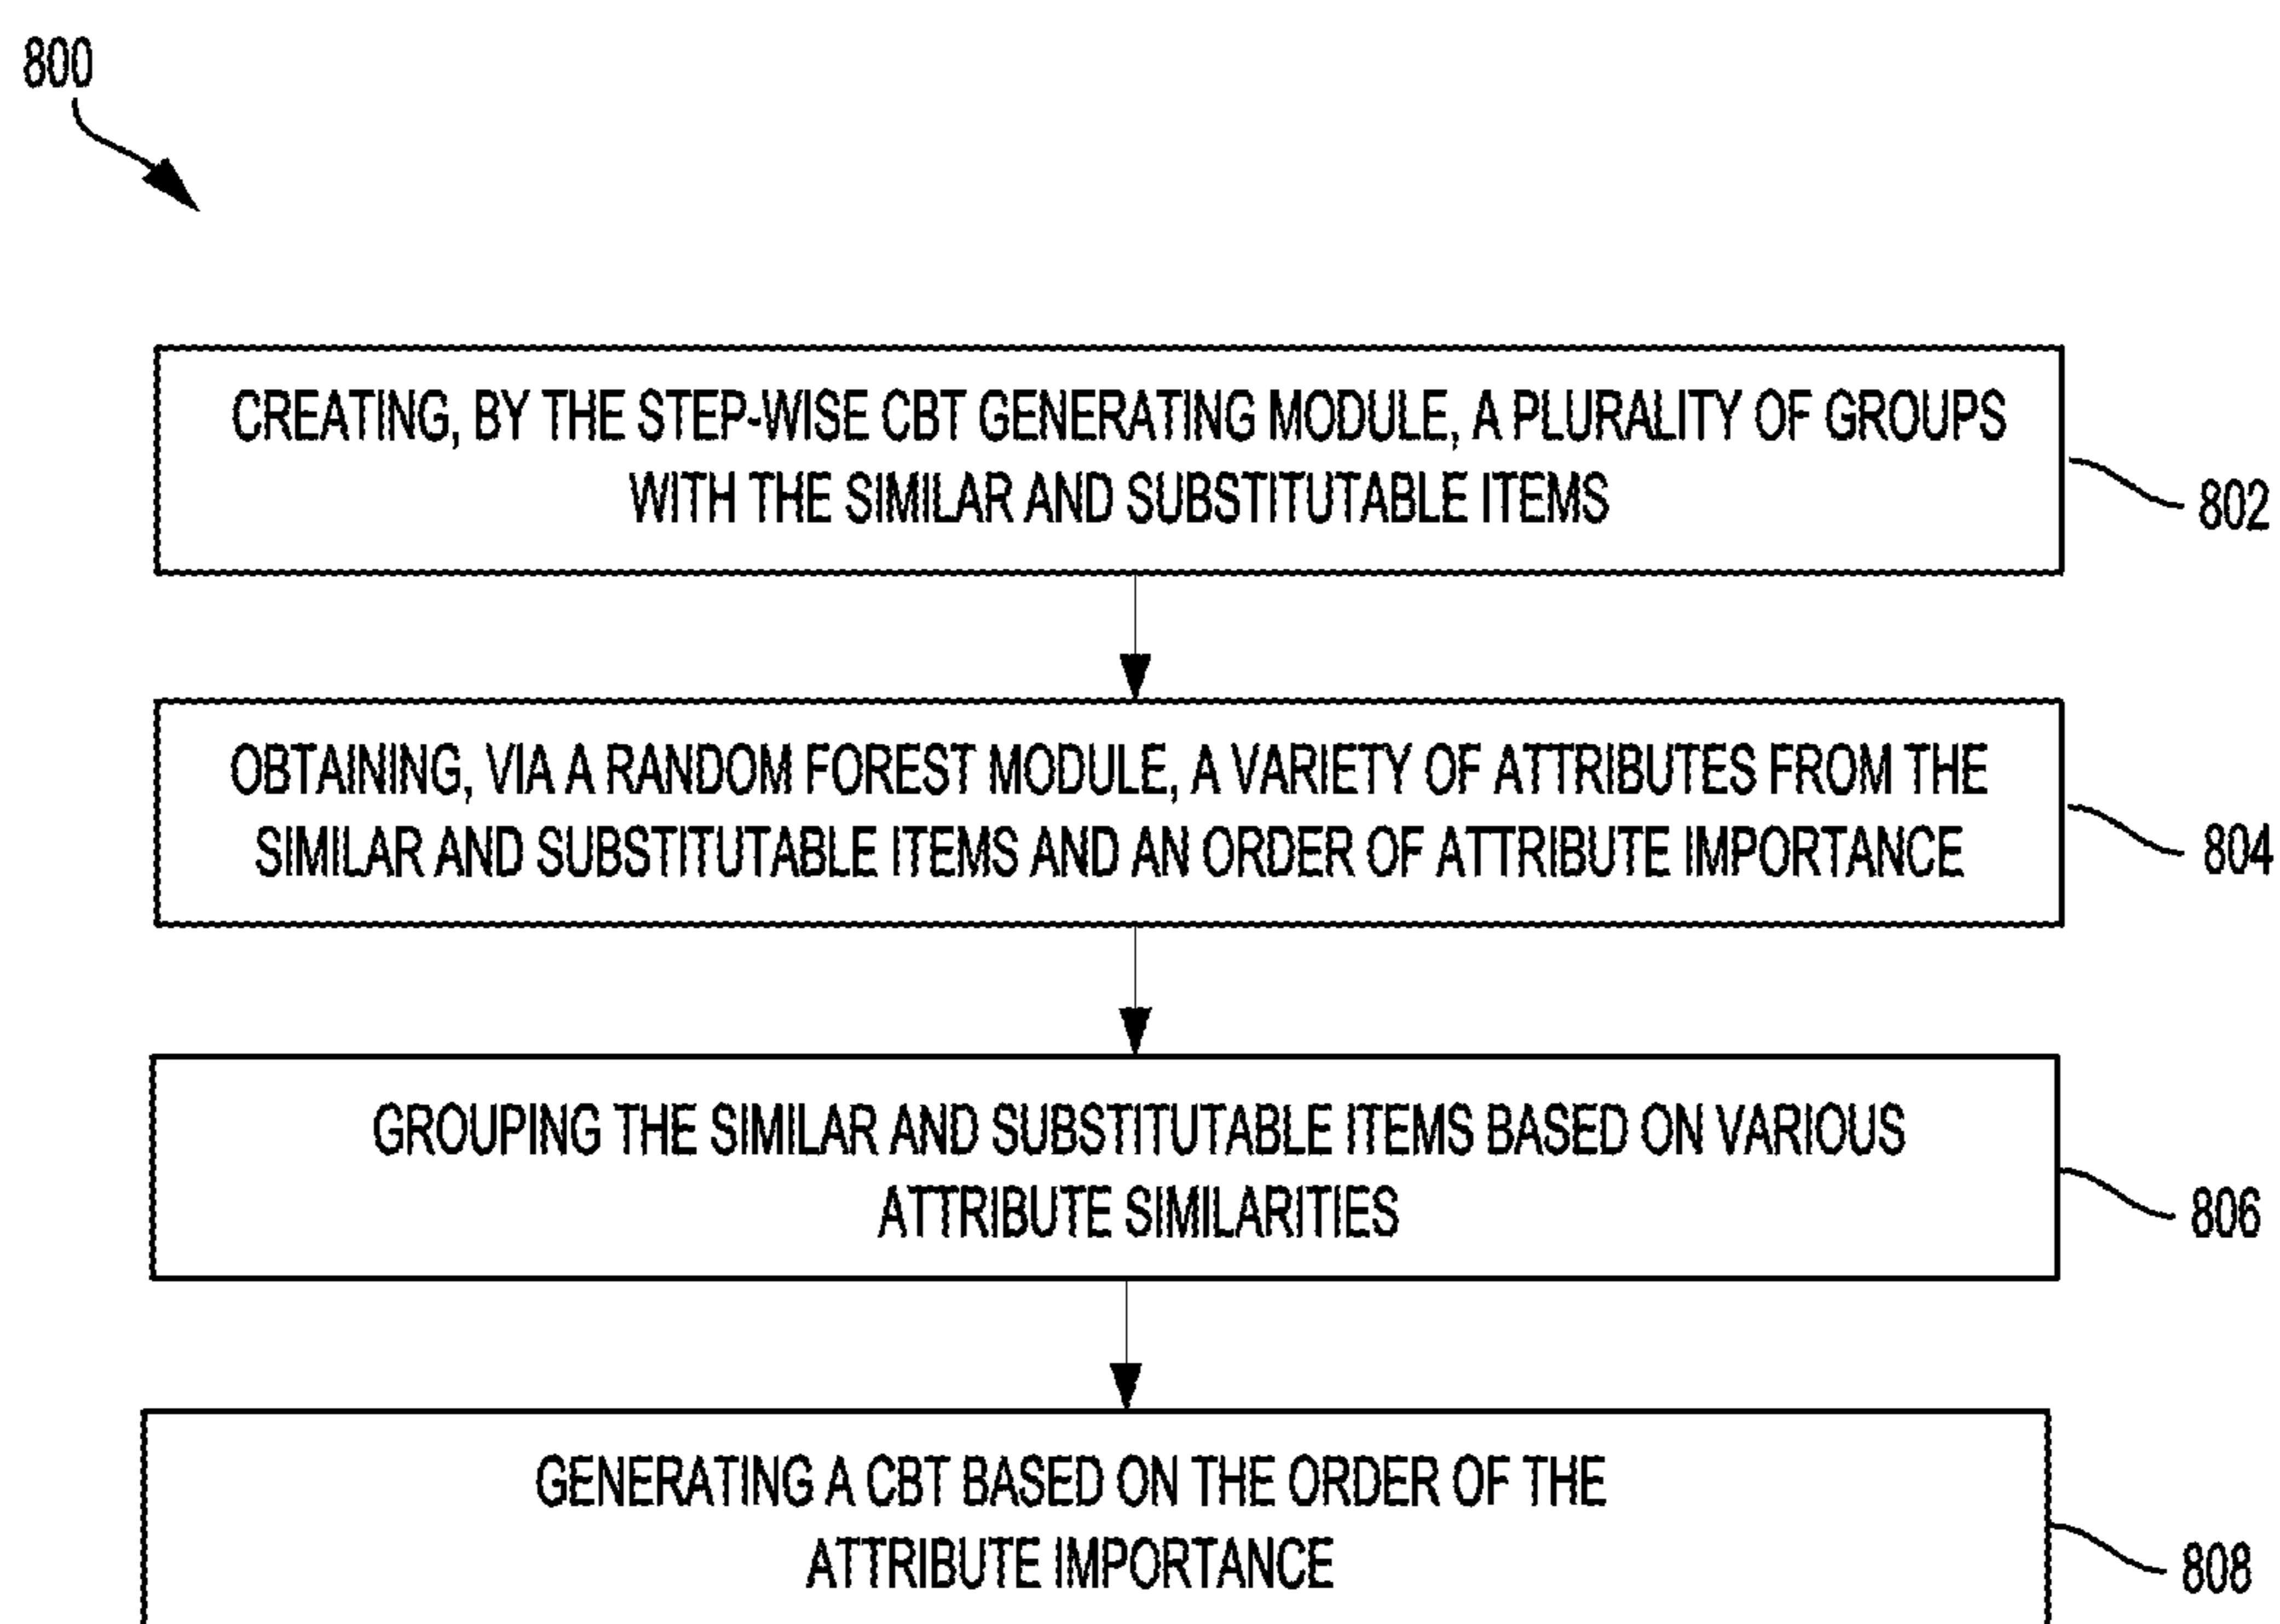 800
CREATING, BY THE STEP-WISE CBT GENERATING MODULE, A PLURALITY OF GROUPS
WITH THE SIMILAR AND SUBSTITUTABLE ITEMS
802
OBTAINING, VIA A RANDOM FOREST MODULE, A VARIETY OF ATTRIBUTES FROM THE
SIMILAR AND SUBSTITUTABLE ITEMS AND AN ORDER OF ATTRIBUTE IMPORTANCE
804
GROUPING THE SIMILAR AND SUBSTITUTABLE ITEMS BASED ON VARIOUS
ATTRIBUTE SIMILARITIES
806
GENERATING A CBT BASED ON THE ORDER OF THE
ATTRIBUTE IMPORTANCE
808